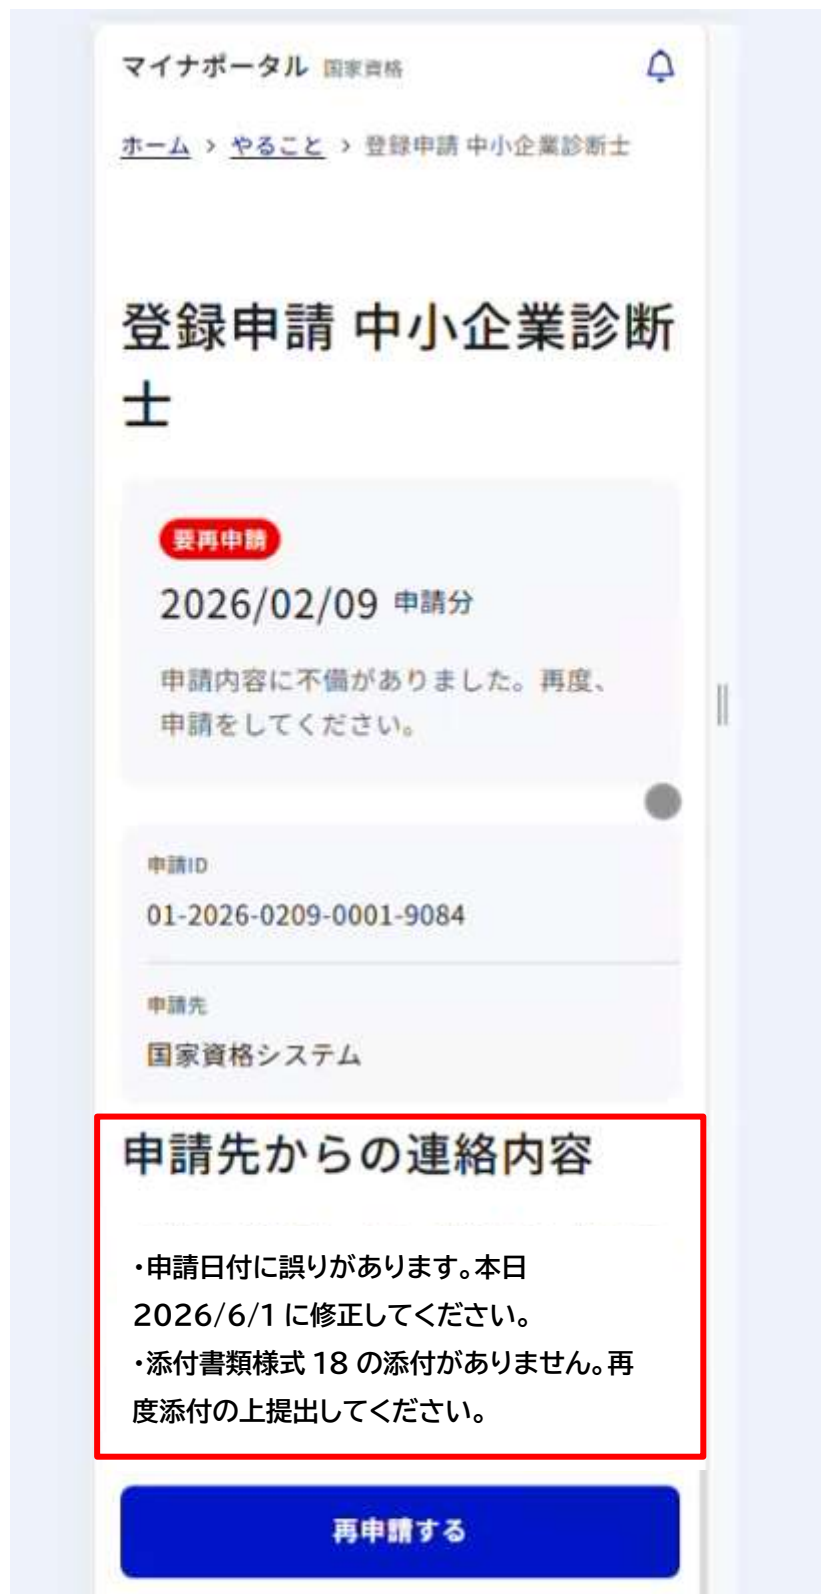 マイナポータル 国家資格
ホーム > やること > 登録申請 中小企業診断士
登録申請 中小企業診断
士
要再申請
2026/02/09 申請分
申請内容に不備がありました。再度、
申請をしてください。
申請ID
01-2026-0209-0001-9084
申請先
国家資格システム
申請先からの連絡内容
・申請日付に誤りがあります。本日
2026/6/1 に修正してください。
・添付書類様式 18 の添付がありません。再
度添付の上提出してください。
再申請する